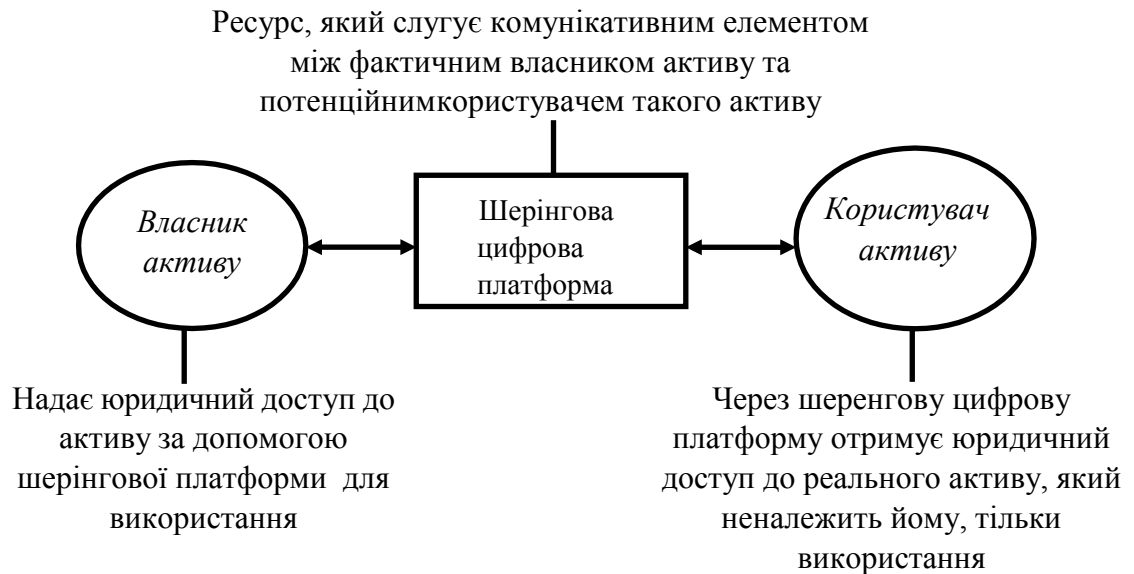 Ресурс, який слугує комунікативним елементом
між фактичним власником активу та
потенційнимкористувачем такого активу
Власник
активу
Шерінгова
цифрова
платформа
Користувач
активу
Надає юридичний доступ до
активу за допомогою
шерінгової платформи для
використання
Через шеренгову цифрову
платформу отримує юридичний
доступ до реального активу, який
неналежить йому, тільки
використання